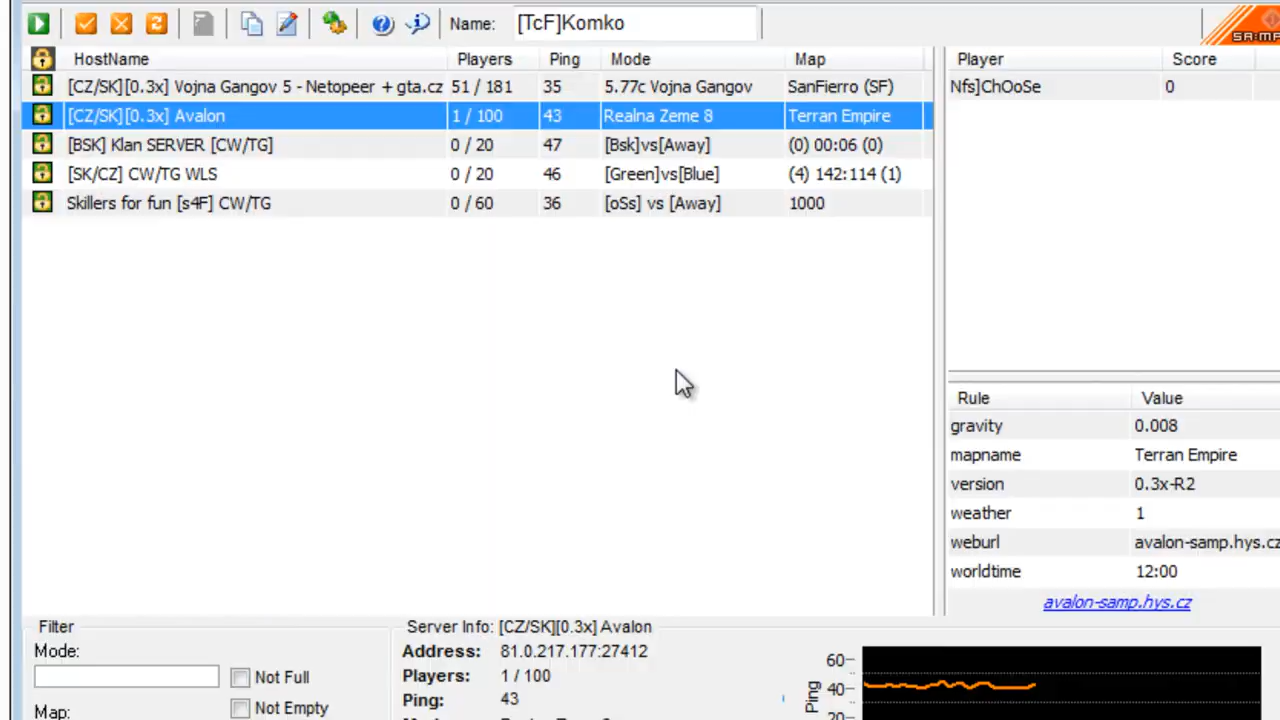 Name: [TcF]Komko
SA:MP
HostName Players Ping Mode Map
[CZ/SK][0.3x] Vojna Gangov 5 - Netopeer + gta.cz 51 / 181 35 5.77c Vojna Gangov SanFierro (SF)
[CZ/SK][0.3x] Avalon 1 / 100 43 Realna Zeme 8 Terran Empire
[BSK] Klan SERVER [CW/TG] 0 / 20 47 [Bsk]vs[Away] (0) 00:06 (0)
[SK/CZ] CW/TG WLS 0 / 20 46 [Green]vs[Blue] (4) 142:114 (1)
Skillers for fun [s4F] CW/TG 0 / 60 36 [oSs] vs [Away] 1000
Player Score
Nfs]ChOoSe 0
Rule Value
gravity 0.008
mapname Terran Empire
version 0.3x-R2
weather 1
weburl avalon-samp.hys.cz
worldtime 12:00
avalon-samp.hys.cz
Filter
Mode:
Not Full
Map:
Not Empty
Server Info: [CZ/SK][0.3x] Avalon
Address: 81.0.217.177:27412
Players: 1 / 100
Ping: 43
Ping
60
40
20